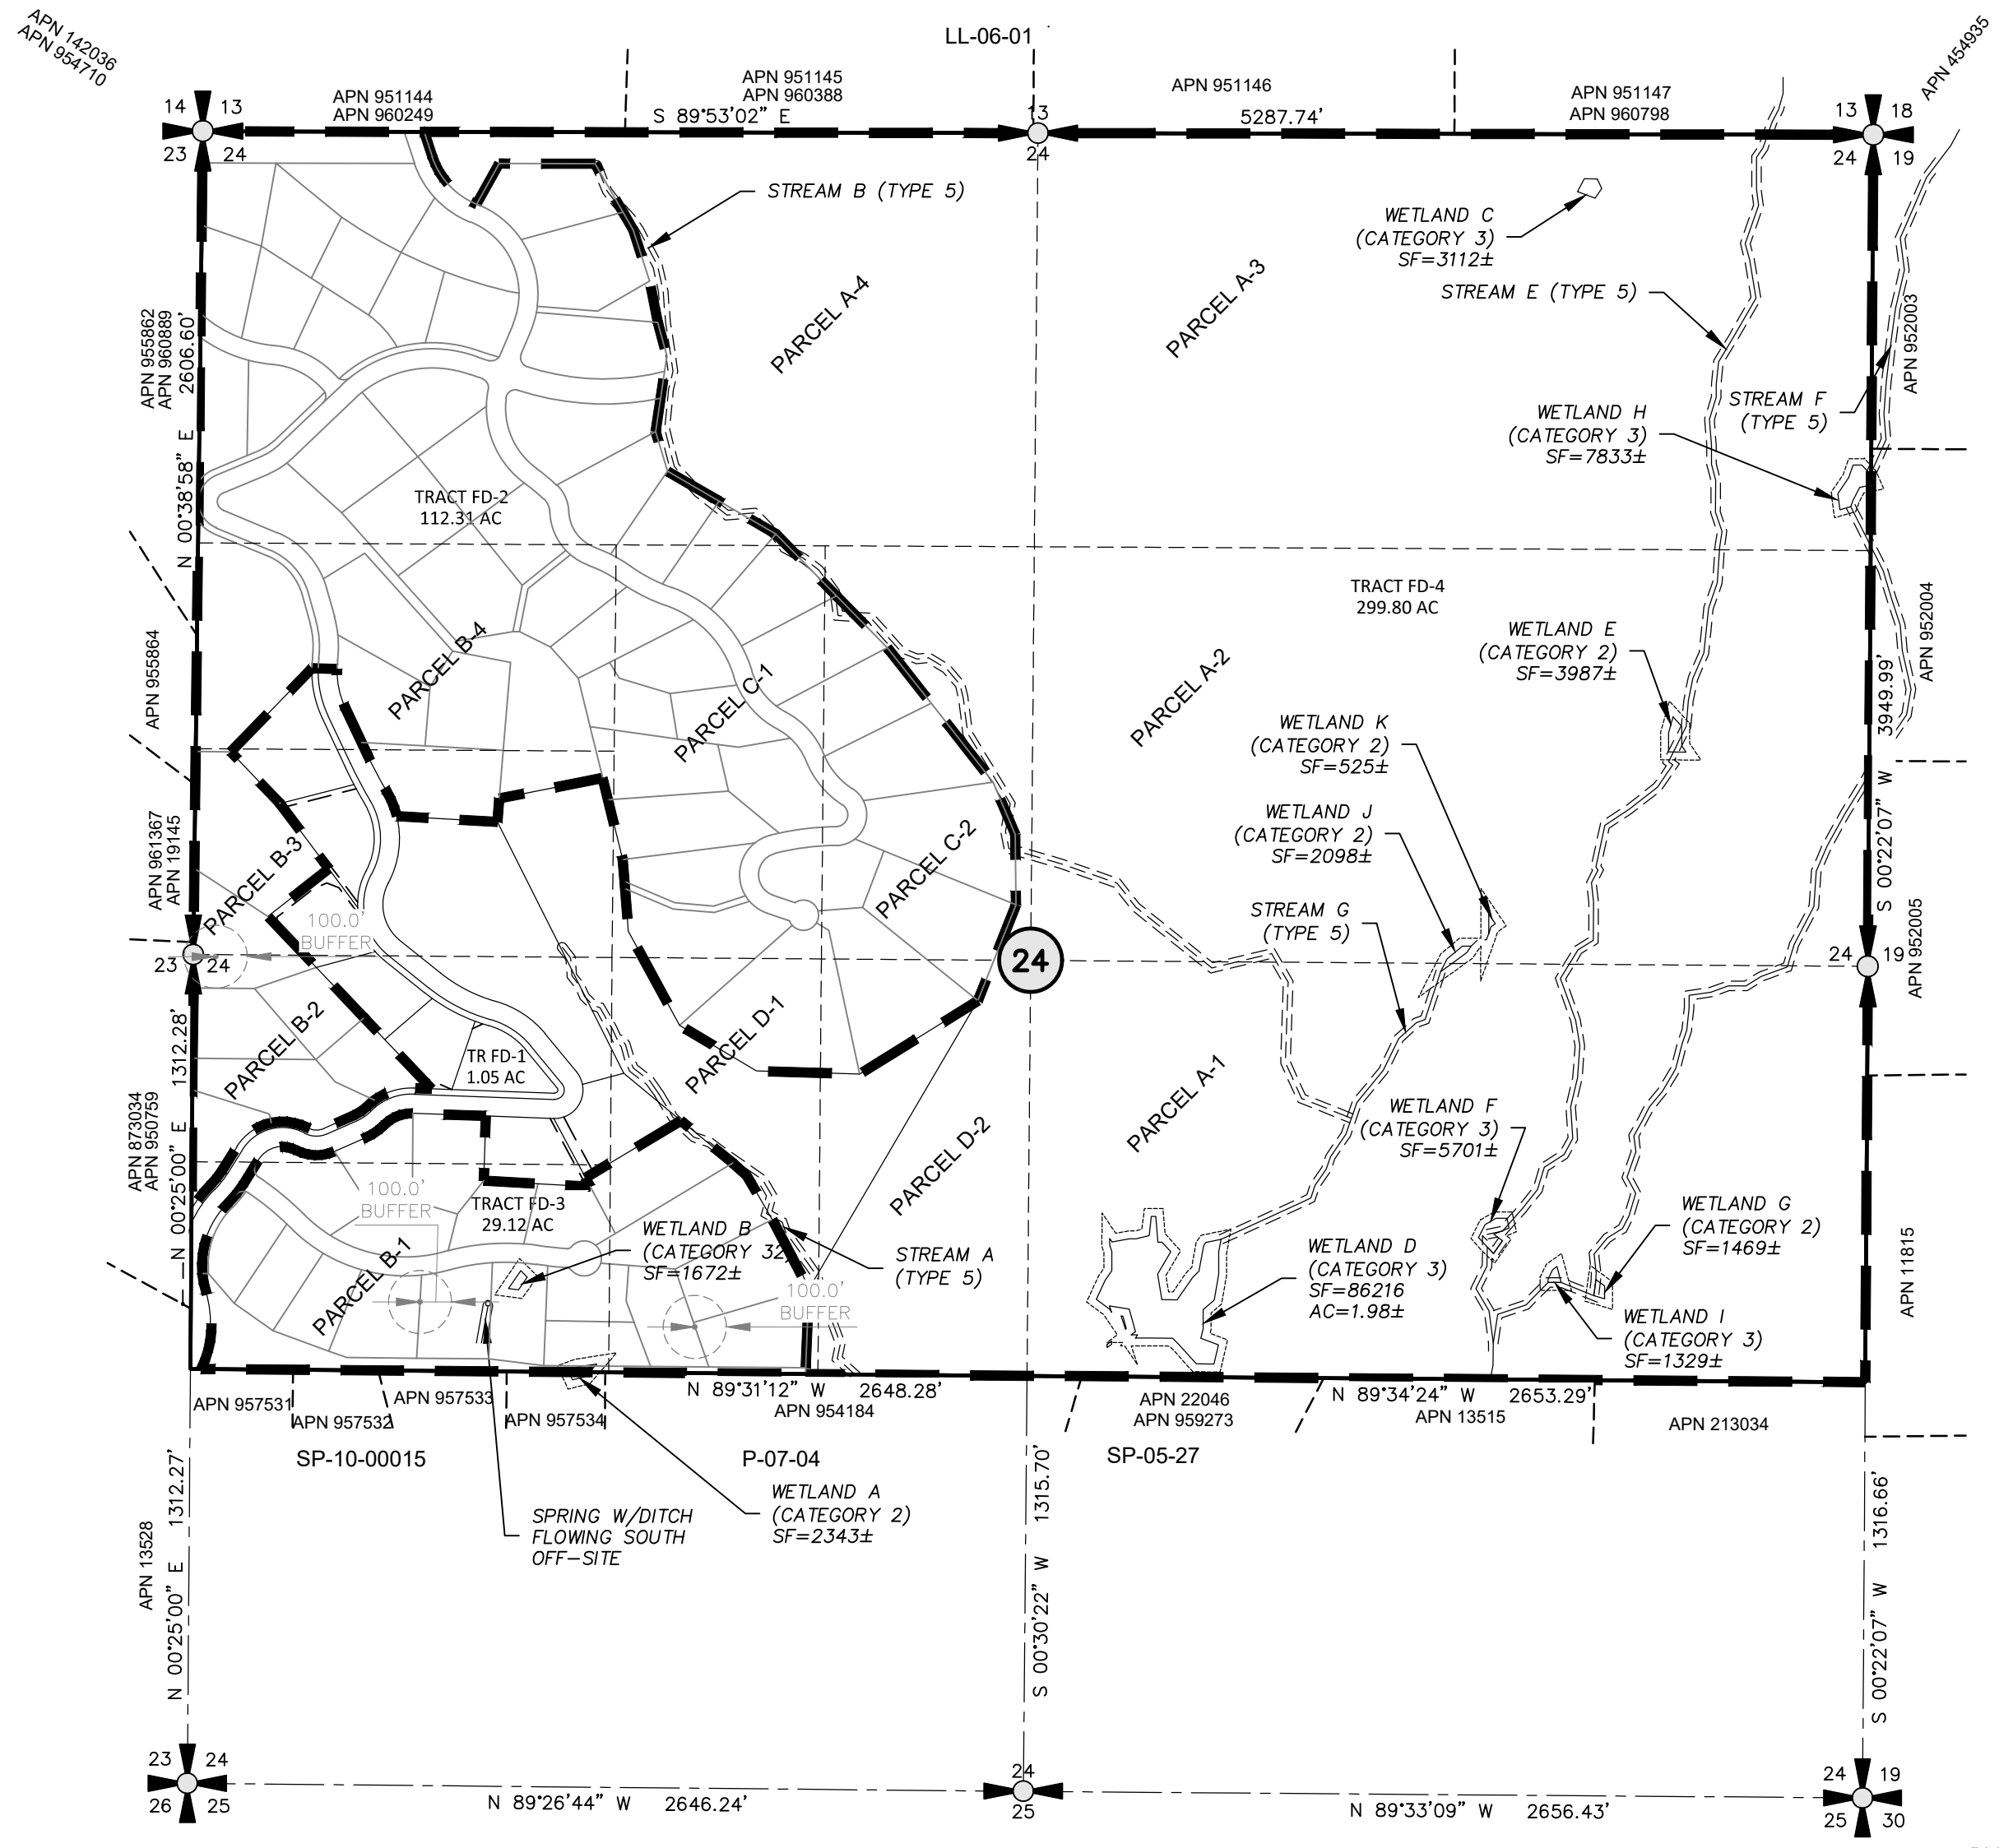 LL-06-01
APN 142036
APN 954710
APN 454935
APN 951144
APN 960249
APN 951145
APN 960388
APN 951146
APN 951147
APN 960798
14 13
23 24
S 89°53'02" E
13
24
5287.74'
13 18
24 19
STREAM B (TYPE 5)
WETLAND C
(CATEGORY 3)
SF=3112±
STREAM E (TYPE 5)
PARCEL A-4
PARCEL A-3
APN 955862
APN 960889
2606.60'
N 00°38'58" E
APN 952003
STREAM F
(TYPE 5)
WETLAND H
(CATEGORY 3)
SF=7833±
TRACT FD-2
112.31 AC
TRACT FD-4
299.80 AC
APN 952004
WETLAND E
(CATEGORY 2)
SF=3987±
APN 955864
PARCEL B-4
PARCEL C-1
PARCEL A-2
3949.99'
S 00°22'07" W
WETLAND K
(CATEGORY 2)
SF=525±
WETLAND J
(CATEGORY 2)
SF=2098±
APN 961367
APN 19145
PARCEL B-3
PARCEL C-2
STREAM G
(TYPE 5)
100.0'
BUFFER
23 24
24
24 19
APN 952005
1312.28'
N 00°25'00" E
PARCEL B-2
TR FD-1
1.05 AC
PARCEL D-1
PARCEL A-1
APN 873034
APN 950759
WETLAND F
(CATEGORY 3)
SF=5701±
PARCEL D-2
100.0'
BUFFER
TRACT FD-3
29.12 AC
WETLAND B
(CATEGORY 32)
SF=1672±
STREAM A
(TYPE 5)
WETLAND G
(CATEGORY 2)
SF=1469±
WETLAND D
(CATEGORY 3)
SF=86216
AC=1.98±
APN 11815
PARCEL B-1
100.0'
BUFFER
WETLAND I
(CATEGORY 3)
SF=1329±
N 89°31'12" W 2648.28'
N 89°34'24" W 2653.29'
APN 957531
APN 957532
APN 957533
APN 957534
APN 954184
APN 22046
APN 959273
APN 13515
APN 213034
SP-10-00015
P-07-04
SP-05-27
WETLAND A
(CATEGORY 2)
SF=2343±
SPRING W/DITCH
FLOWING SOUTH
OFF-SITE
APN 13528
N 00°25'00" E 1312.27'
S 00°30'22" W 1315.70'
S 00°22'07" W 1316.66'
23 24
26 25
N 89°26'44" W 2646.24'
24
25
N 89°33'09" W 2656.43'
24 19
25 30